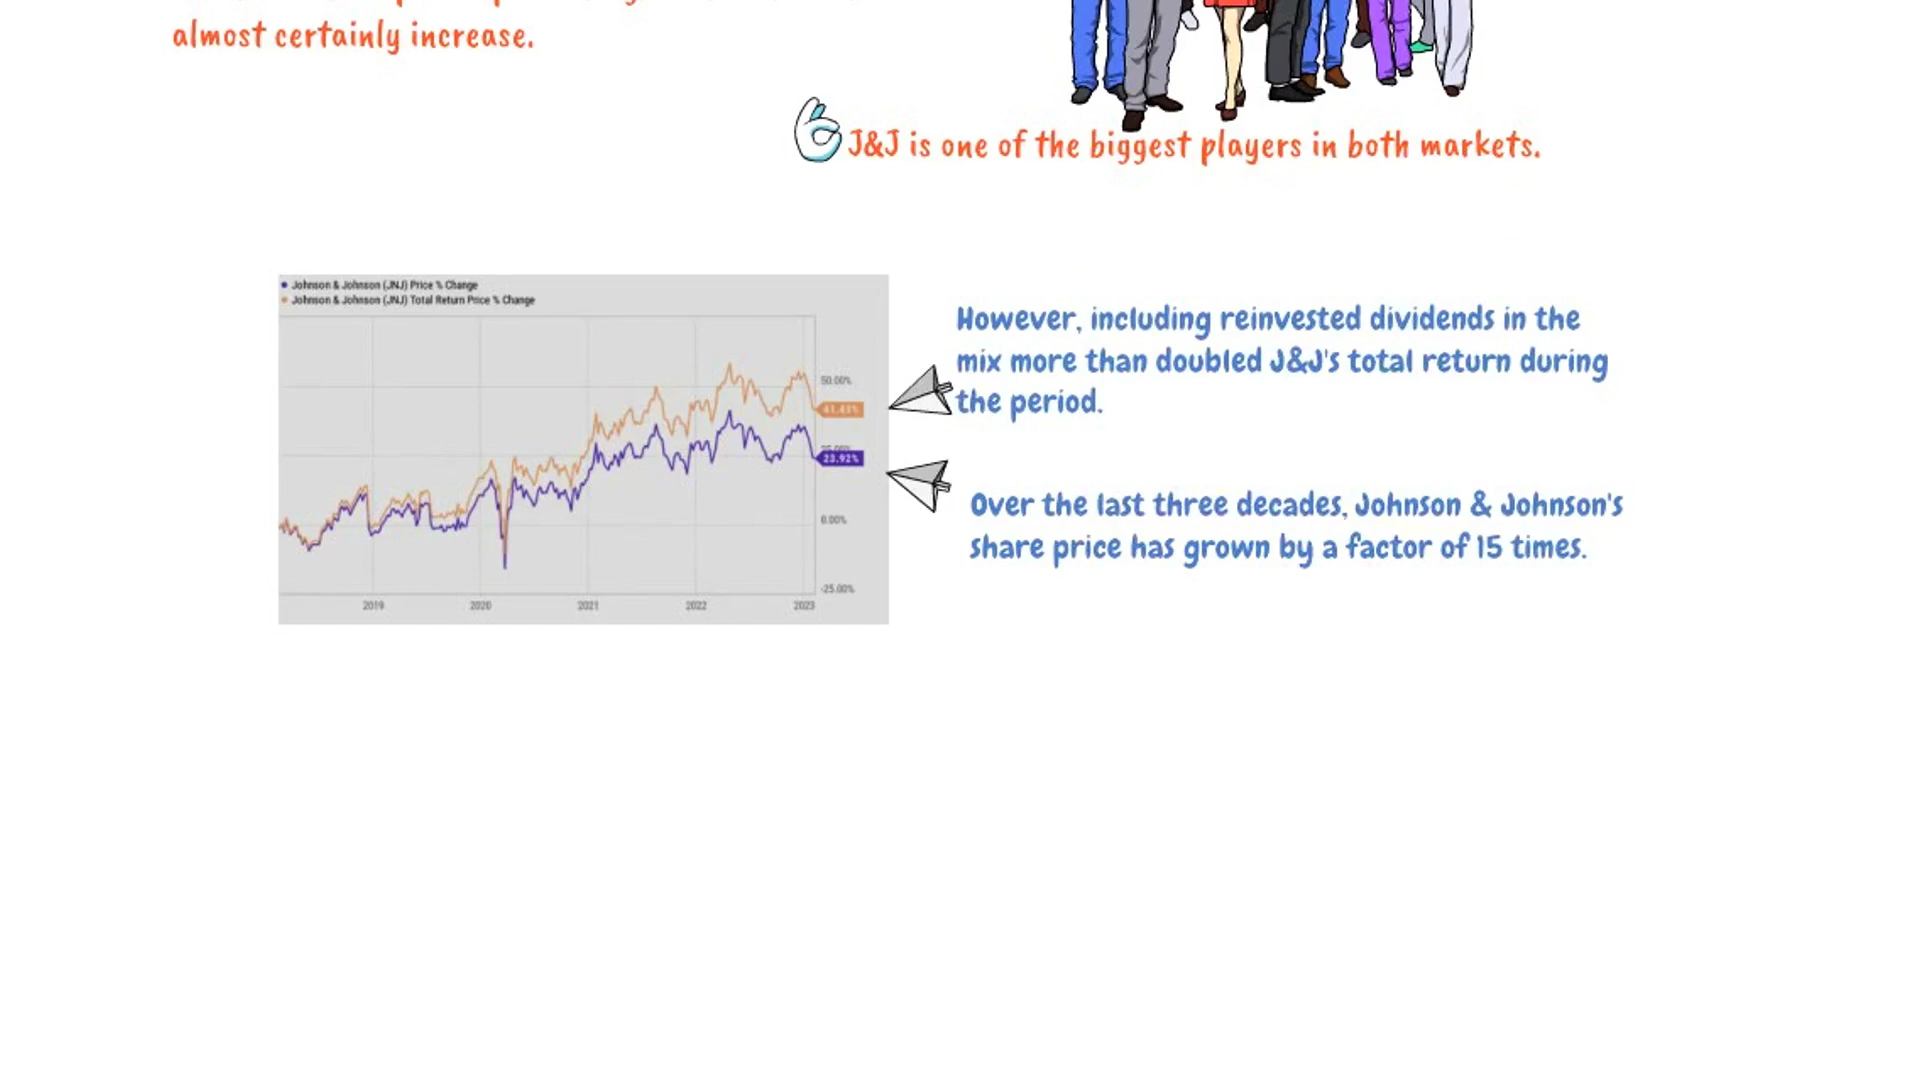 almost certainly increase.
J&J is one of the biggest players in both markets.
Johnson & Johnson (JNJ) Price % Change
Johnson & Johnson (JNJ) Total Return Price % Change
However, including reinvested dividends in the
mix more than doubled J&J's total return during
the period.
50.00%
41.43%
23.92%
Over the last three decades, Johnson & Johnson's
share price has grown by a factor of 15 times.
0.00%
-25.00%
2019 2020 2021 2022 2023